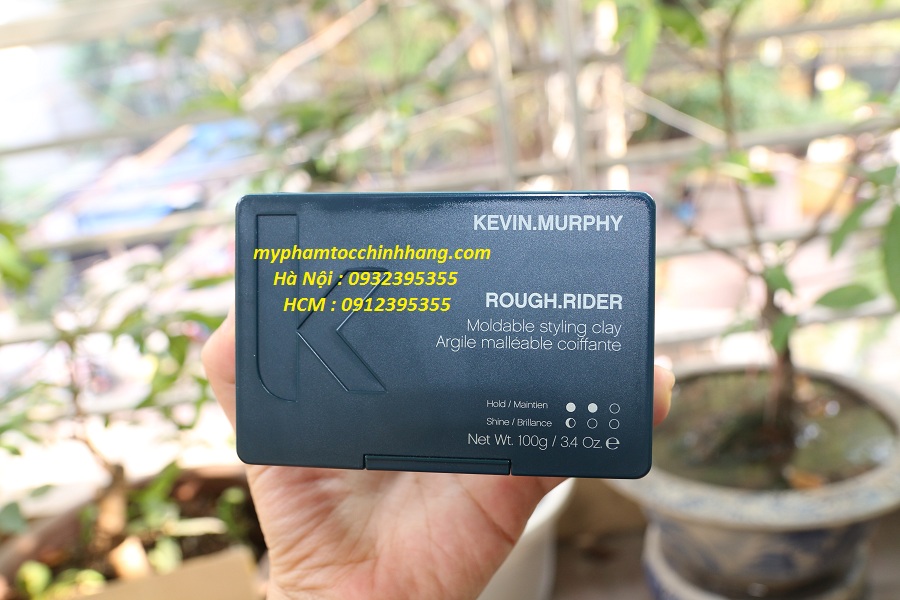 KEVIN.MURPHY
myphamtocchinhhang.com
Hà Nội : 0932395355
HCM : 0912395355
ROUGH.RIDER
Moldable styling clay
Argile malléable coiffante
Hold / Maintien
Shine / Brillance
Net Wt. 100g / 3.4 Oz. ℮